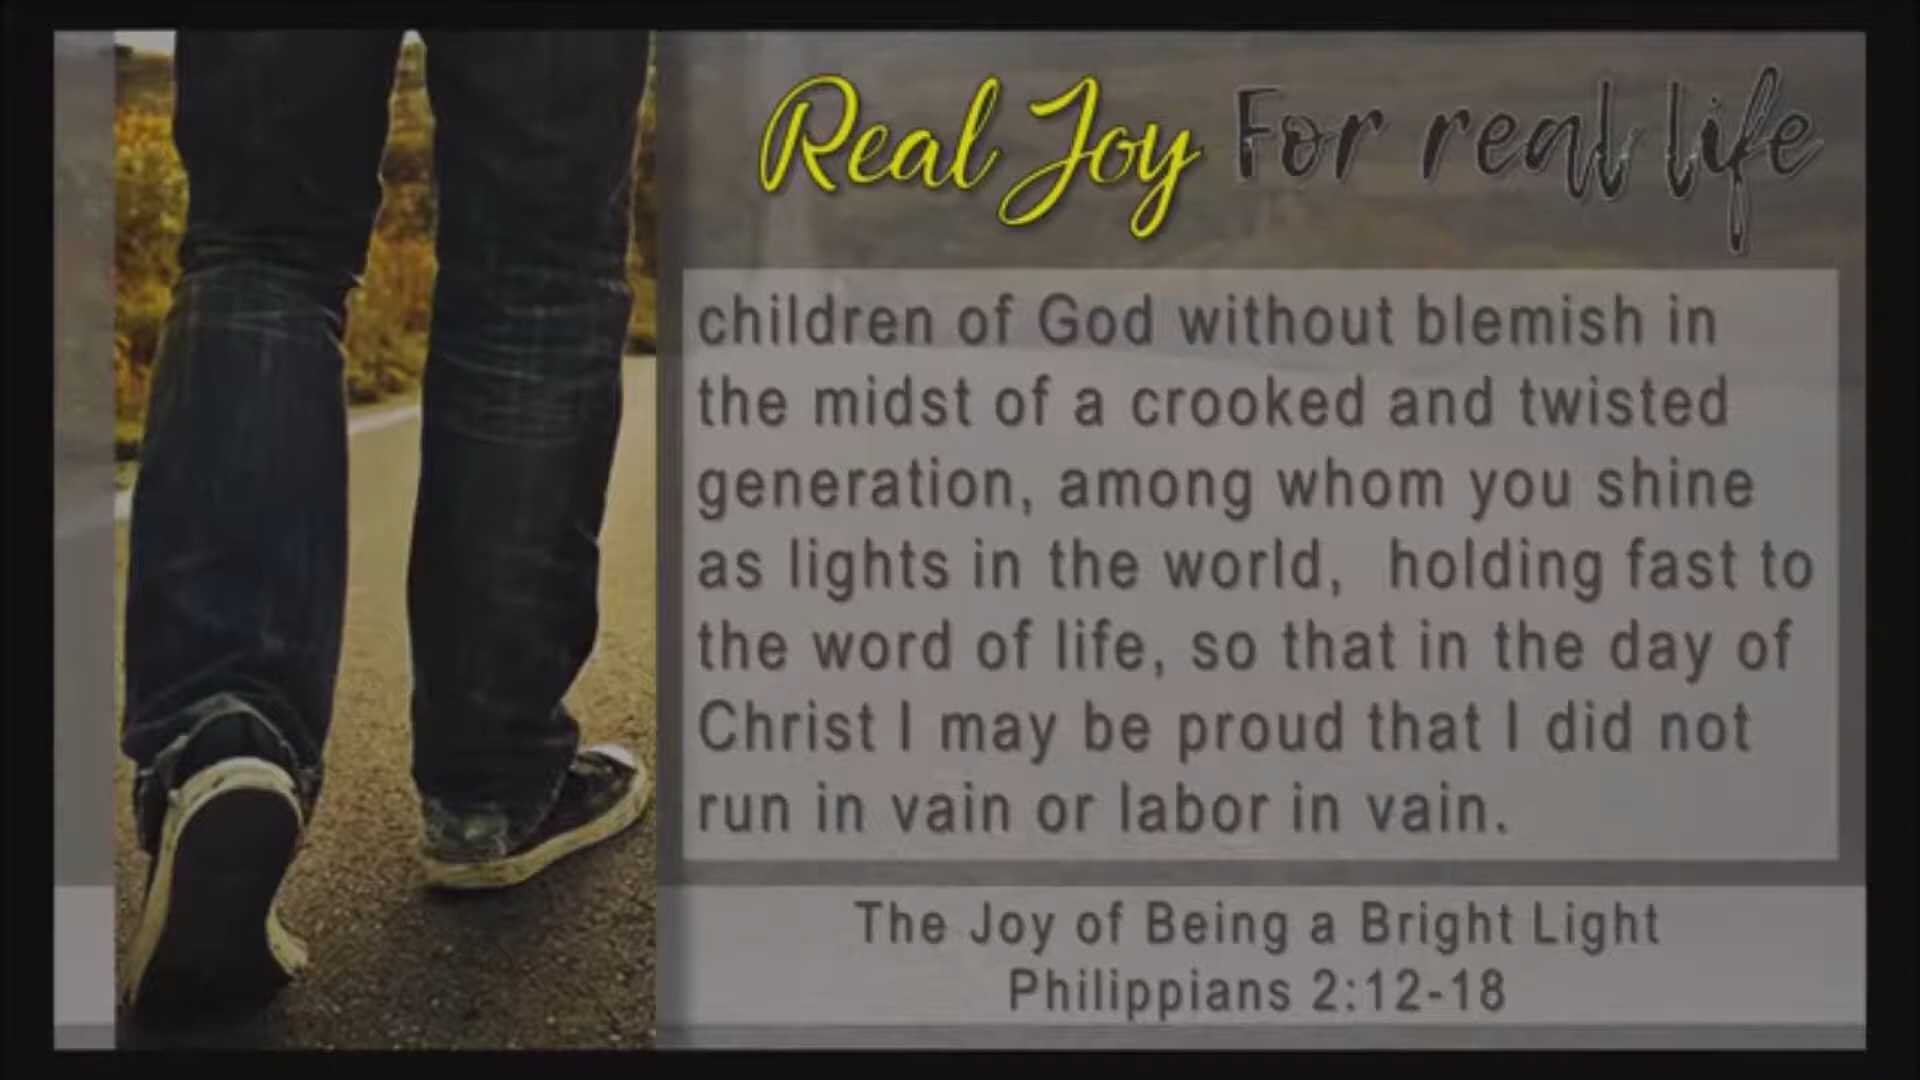 Real Joy For real life
children of God without blemish in
the midst of a crooked and twisted
generation, among whom you shine
as lights in the world,  holding fast to
the word of life, so that in the day of
Christ I may be proud that I did not
run in vain or labor in vain.
The Joy of Being a Bright Light
Philippians 2:12-18